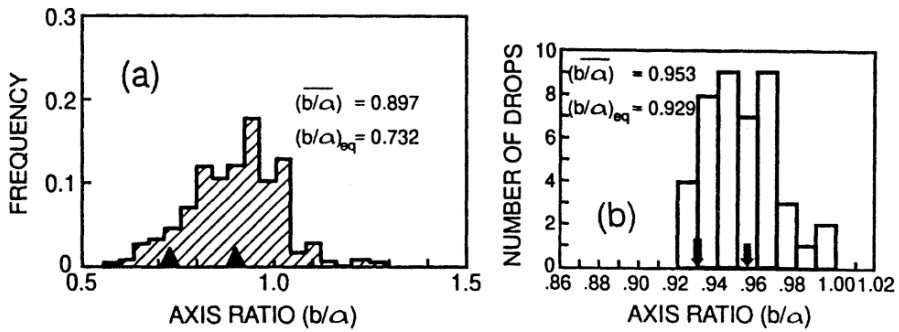 0.3
0.2
0.1
0
FREQUENCY
(a)
(b/a) = 0.897
(b/a)eq = 0.732
0.5
1.0
1.5
AXIS RATIO (b/a)
10
8
6
4
2
0
NUMBER OF DROPS
(b/a) = 0.953
(b/a)eq = 0.929
(b)
.86 .88 .90 .92 .94 .96 .98 1.00 1.02
AXIS RATIO (b/a)